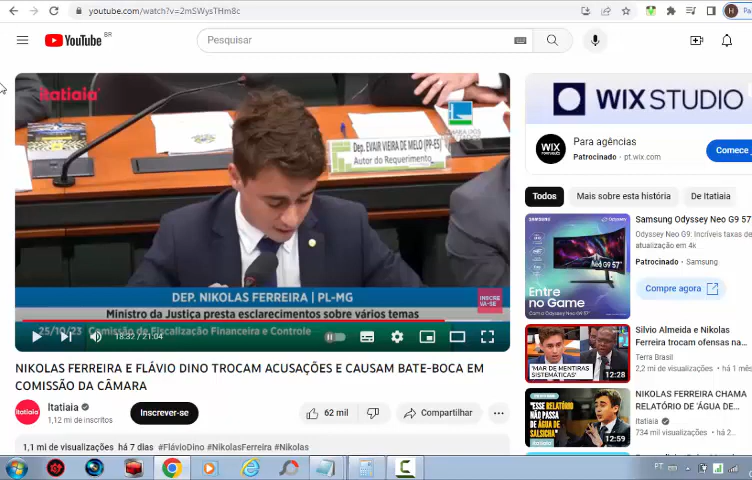 youtube.com/watch?v=2mSWysTHm8c
YouTube BR
Pesquisar
itatiaia
Dep. EVAIR VIEIRA DE MELO (PP-ES)
Autor do Requerimento
DEP. NIKOLAS FERREIRA | PL-MG
INSCREVA-SE
Ministro da Justiça presta esclarecimentos sobre vários temas
25/10/23 Comissão de Fiscalização Financeira e Controle
18:32 / 21:04
NIKOLAS FERREIRA E FLÁVIO DINO TROCAM ACUSAÇÕES E CAUSAM BATE-BOCA EM
COMISSÃO DA CÂMARA
itatiaia
Itatiaia
1,12 mi de inscritos
Inscrever-se
62 mil
Compartilhar
1,1 mi de visualizações há 7 dias #FlávioDino #NikolasFerreira #Nikolas
WIX STUDIO
WIX
Para agências
Patrocinado · pt.wix.com
Comece
Todos
Mais sobre esta história
De Itatiaia
SAMSUNG
Neo G9 57"
Entre
no Game
Samsung Odyssey Neo G9 57
Odyssey Neo G9: Incríveis taxas de
atualização em 4k
Patrocinado · Samsung
Compre agora
'MAR DE MENTIRAS
SISTEMÁTICAS'
12:28
Silvio Almeida e Nikolas
Ferreira trocam ofensas na...
Terra Brasil
2,2 mi de visualizações · há 1 mês
"ESSE
RELATÓRIO
NÃO PASSA
DE ÁGUA DE
SALSICHA"
12:59
NIKOLAS FERREIRA CHAMA
RELATÓRIO DE 'ÁGUA DE...
Itatiaia
734 mil visualizações · há 2...
PT